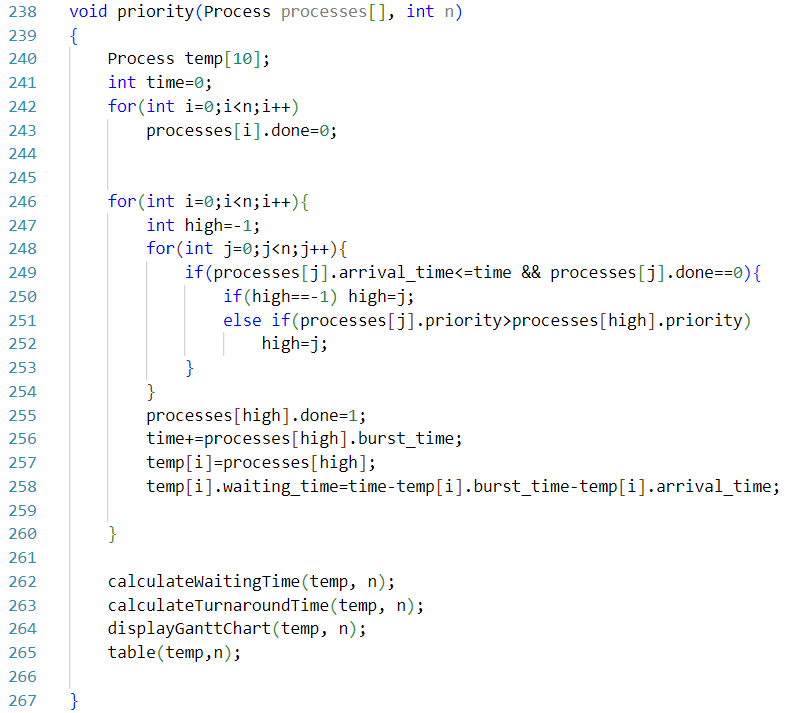 238 void priority(Process processes[], int n)
239 {
240     Process temp[10];
241     int time=0;
242     for(int i=0;i<n;i++)
243         processes[i].done=0;
244
245
246     for(int i=0;i<n;i++){
247         int high=-1;
248         for(int j=0;j<n;j++){
249             if(processes[j].arrival_time<=time && processes[j].done==0){
250                 if(high==-1) high=j;
251                 else if(processes[j].priority>processes[high].priority)
252                     high=j;
253             }
254         }
255         processes[high].done=1;
256         time+=processes[high].burst_time;
257         temp[i]=processes[high];
258         temp[i].waiting_time=time-temp[i].burst_time-temp[i].arrival_time;
259
260     }
261
262     calculateWaitingTime(temp, n);
263     calculateTurnaroundTime(temp, n);
264     displayGanttChart(temp, n);
265     table(temp,n);
266
267 }